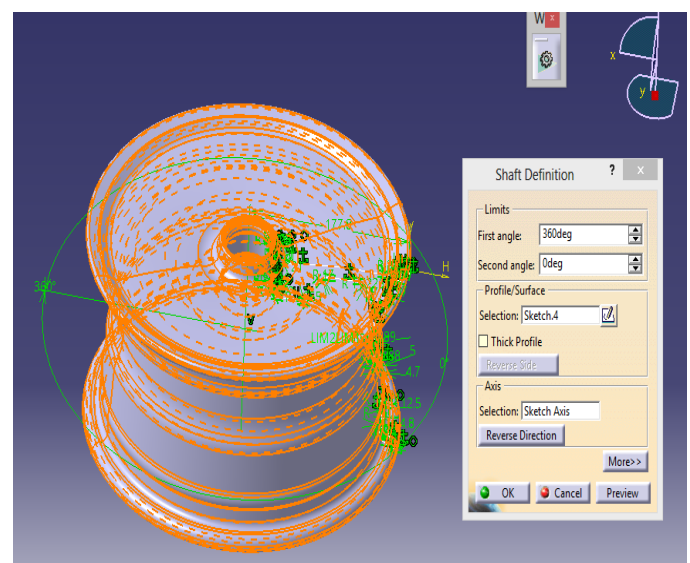 W x
x
y
Shaft Definition ? x
Limits
First angle: 360deg
Second angle: 0deg
Profile/Surface
Selection: Sketch.4
Thick Profile
Reverse Side
Axis
Selection: Sketch Axis
Reverse Direction
More>>
OK Cancel Preview
H
V
360°
0°
5
4.7
2.5
8